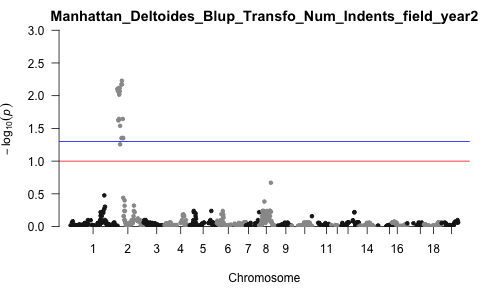 Manhattan_Deltoides_Blup_Transfo_Num_Indents_field_year2
3.0
2.5
2.0
1.5
1.0
0.5
0.0
− log10(p)
1 2 3 4 5 6 7 8 9 11 14 16 18
Chromosome